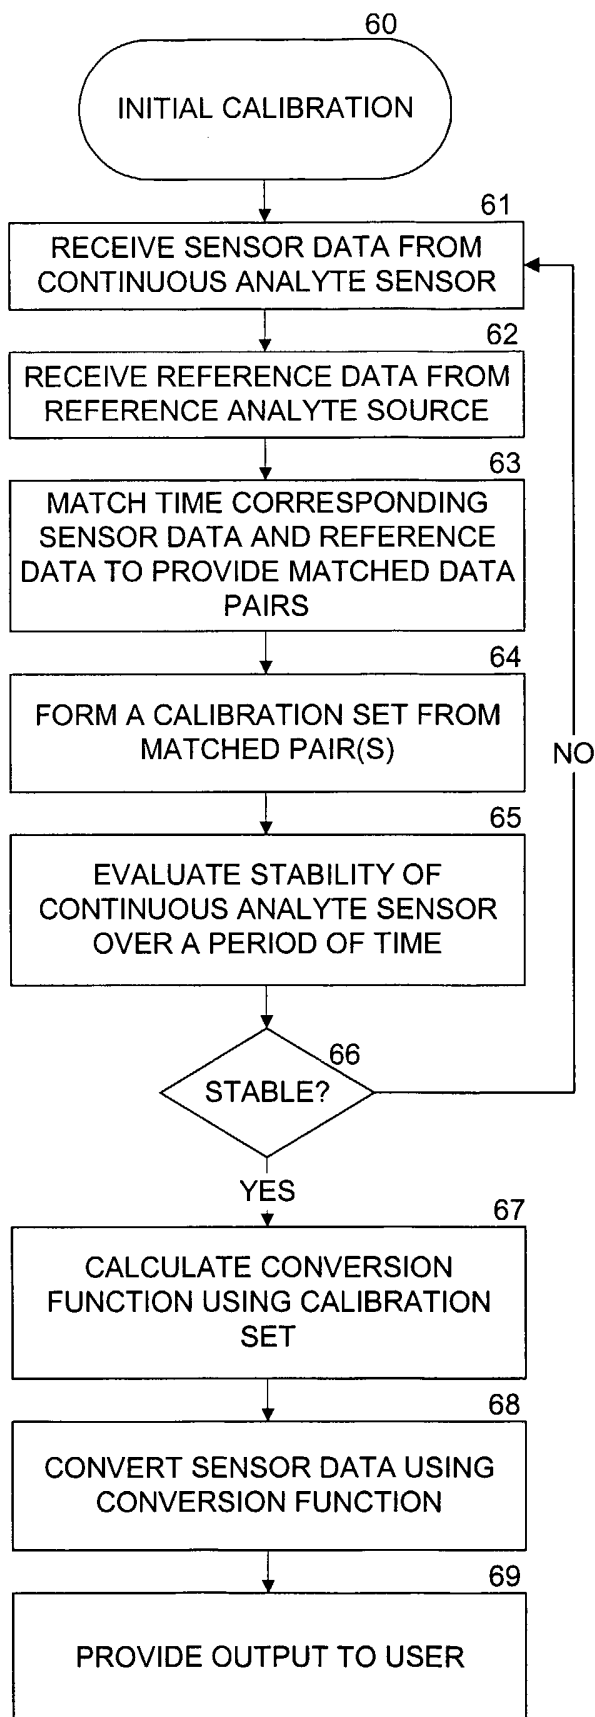 60
INITIAL CALIBRATION
61
RECEIVE SENSOR DATA FROM
CONTINUOUS ANALYTE SENSOR
62
RECEIVE REFERENCE DATA FROM
REFERENCE ANALYTE SOURCE
63
MATCH TIME CORRESPONDING
SENSOR DATA AND REFERENCE
DATA TO PROVIDE MATCHED DATA
PAIRS
64
FORM A CALIBRATION SET FROM
MATCHED PAIR(S)
NO
65
EVALUATE STABILITY OF
CONTINUOUS ANALYTE SENSOR
OVER A PERIOD OF TIME
66
STABLE?
YES
67
CALCULATE CONVERSION
FUNCTION USING CALIBRATION
SET
68
CONVERT SENSOR DATA USING
CONVERSION FUNCTION
69
PROVIDE OUTPUT TO USER